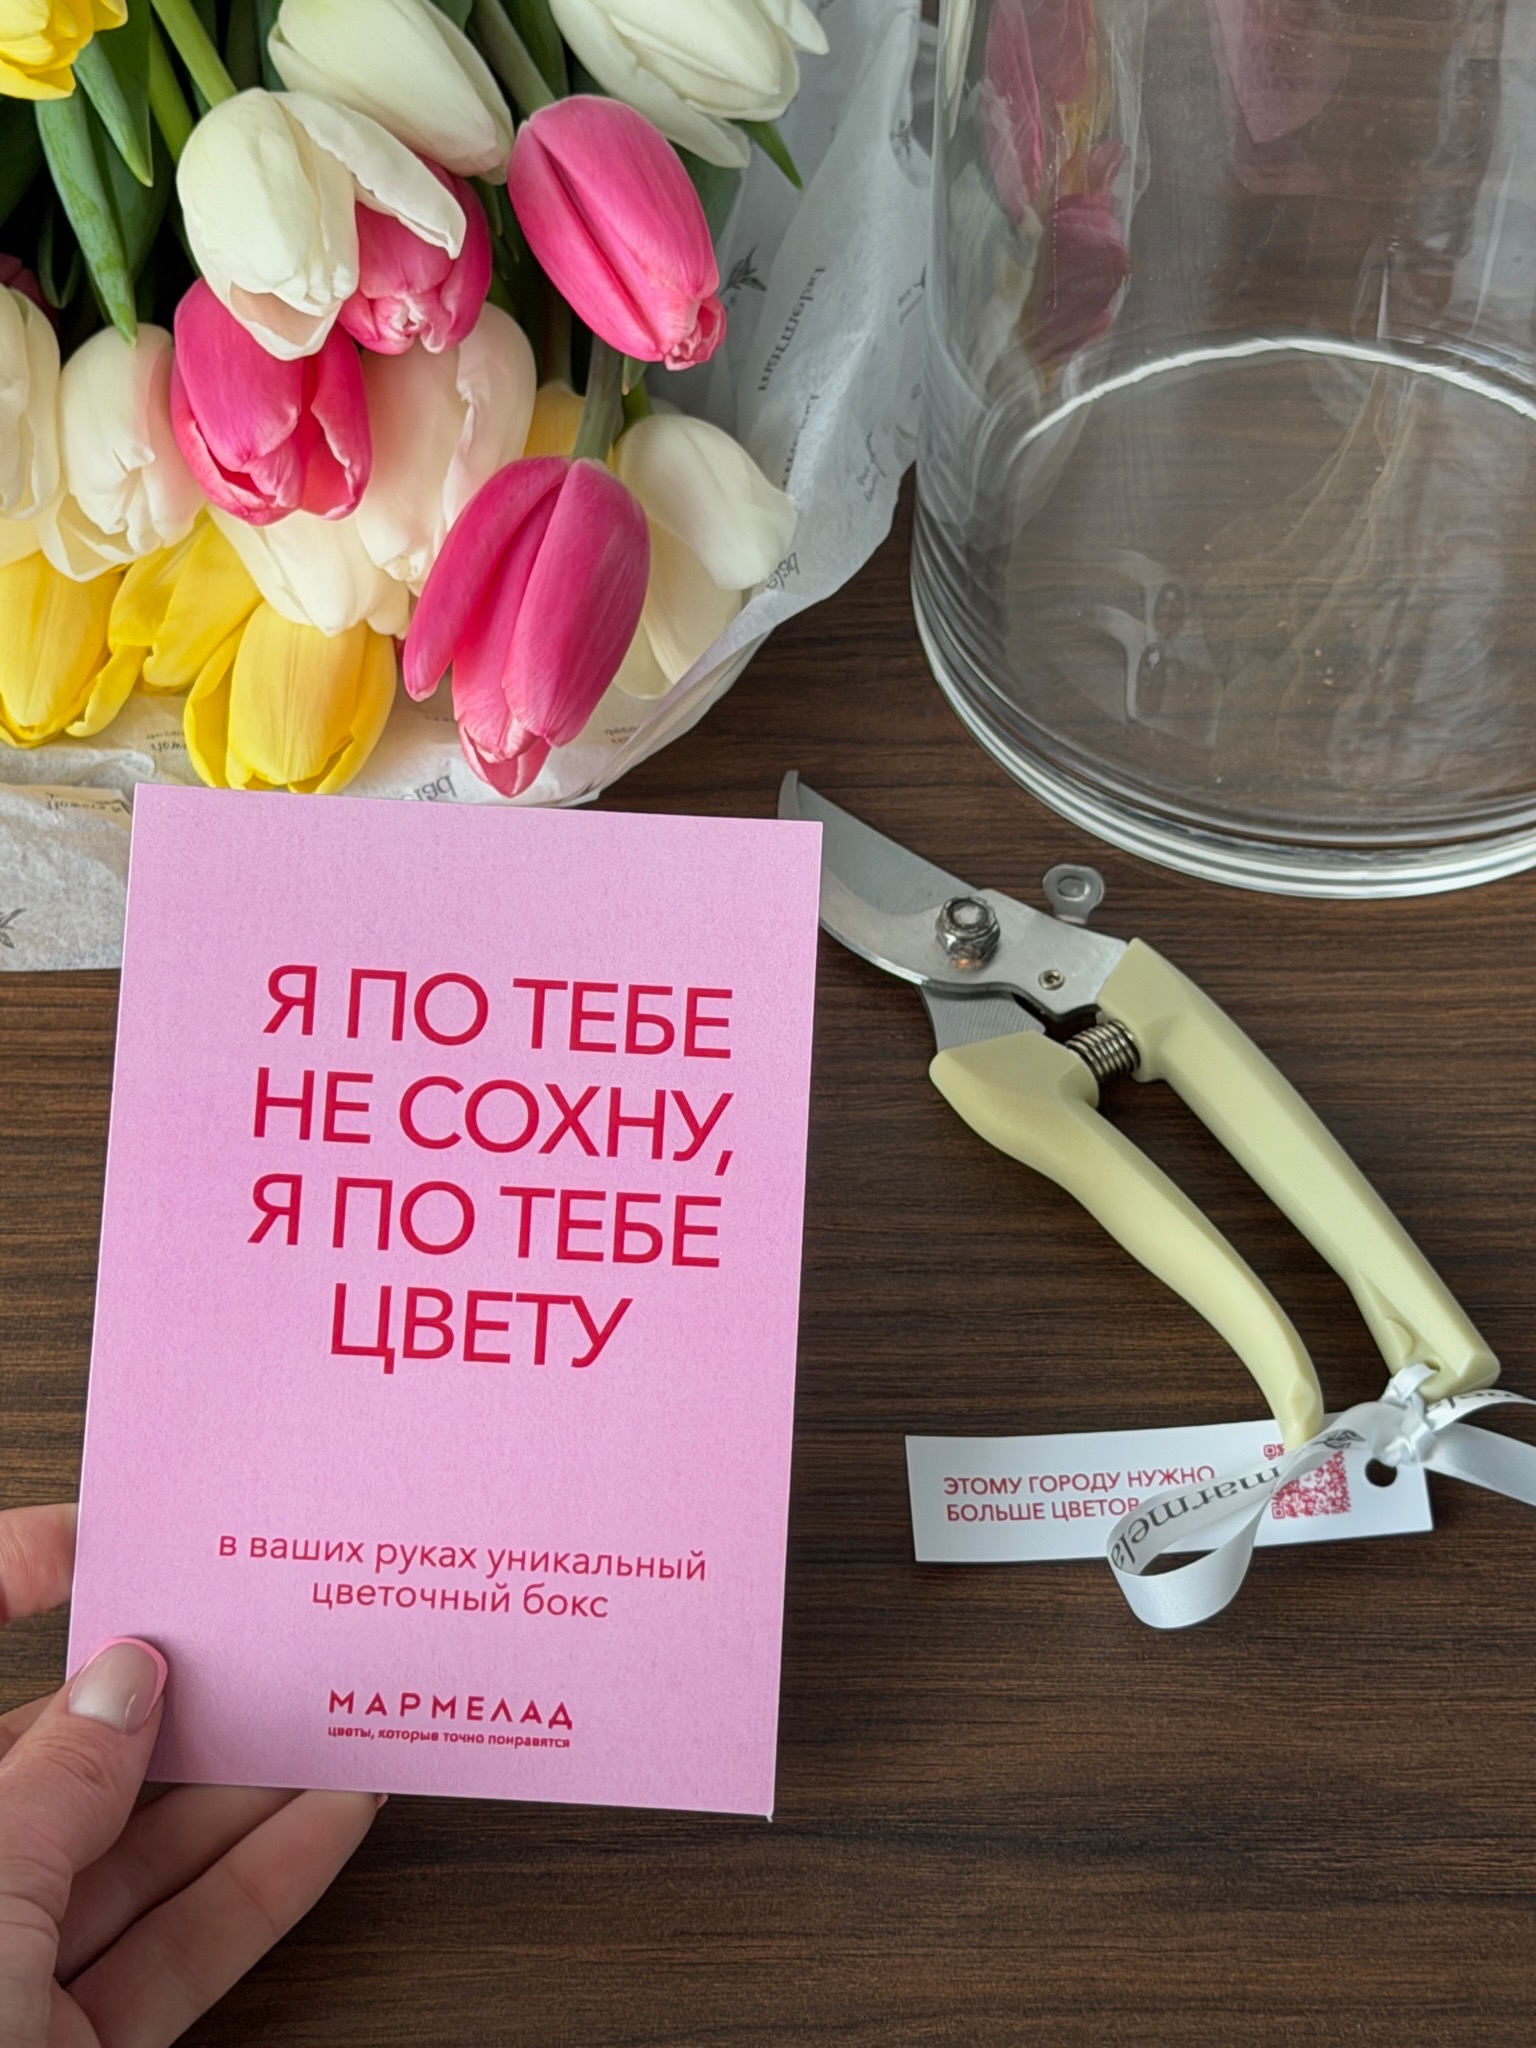 Я ПО ТЕБЕ
НЕ СОХНУ,
Я ПО ТЕБЕ
ЦВЕТУ
в ваших руках уникальный
цветочный бокс
МАРМЕЛАД
цветы, которые точно понравятся
ЭТОМУ ГОРОДУ НУЖНО
БОЛЬШЕ ЦВЕТОВ